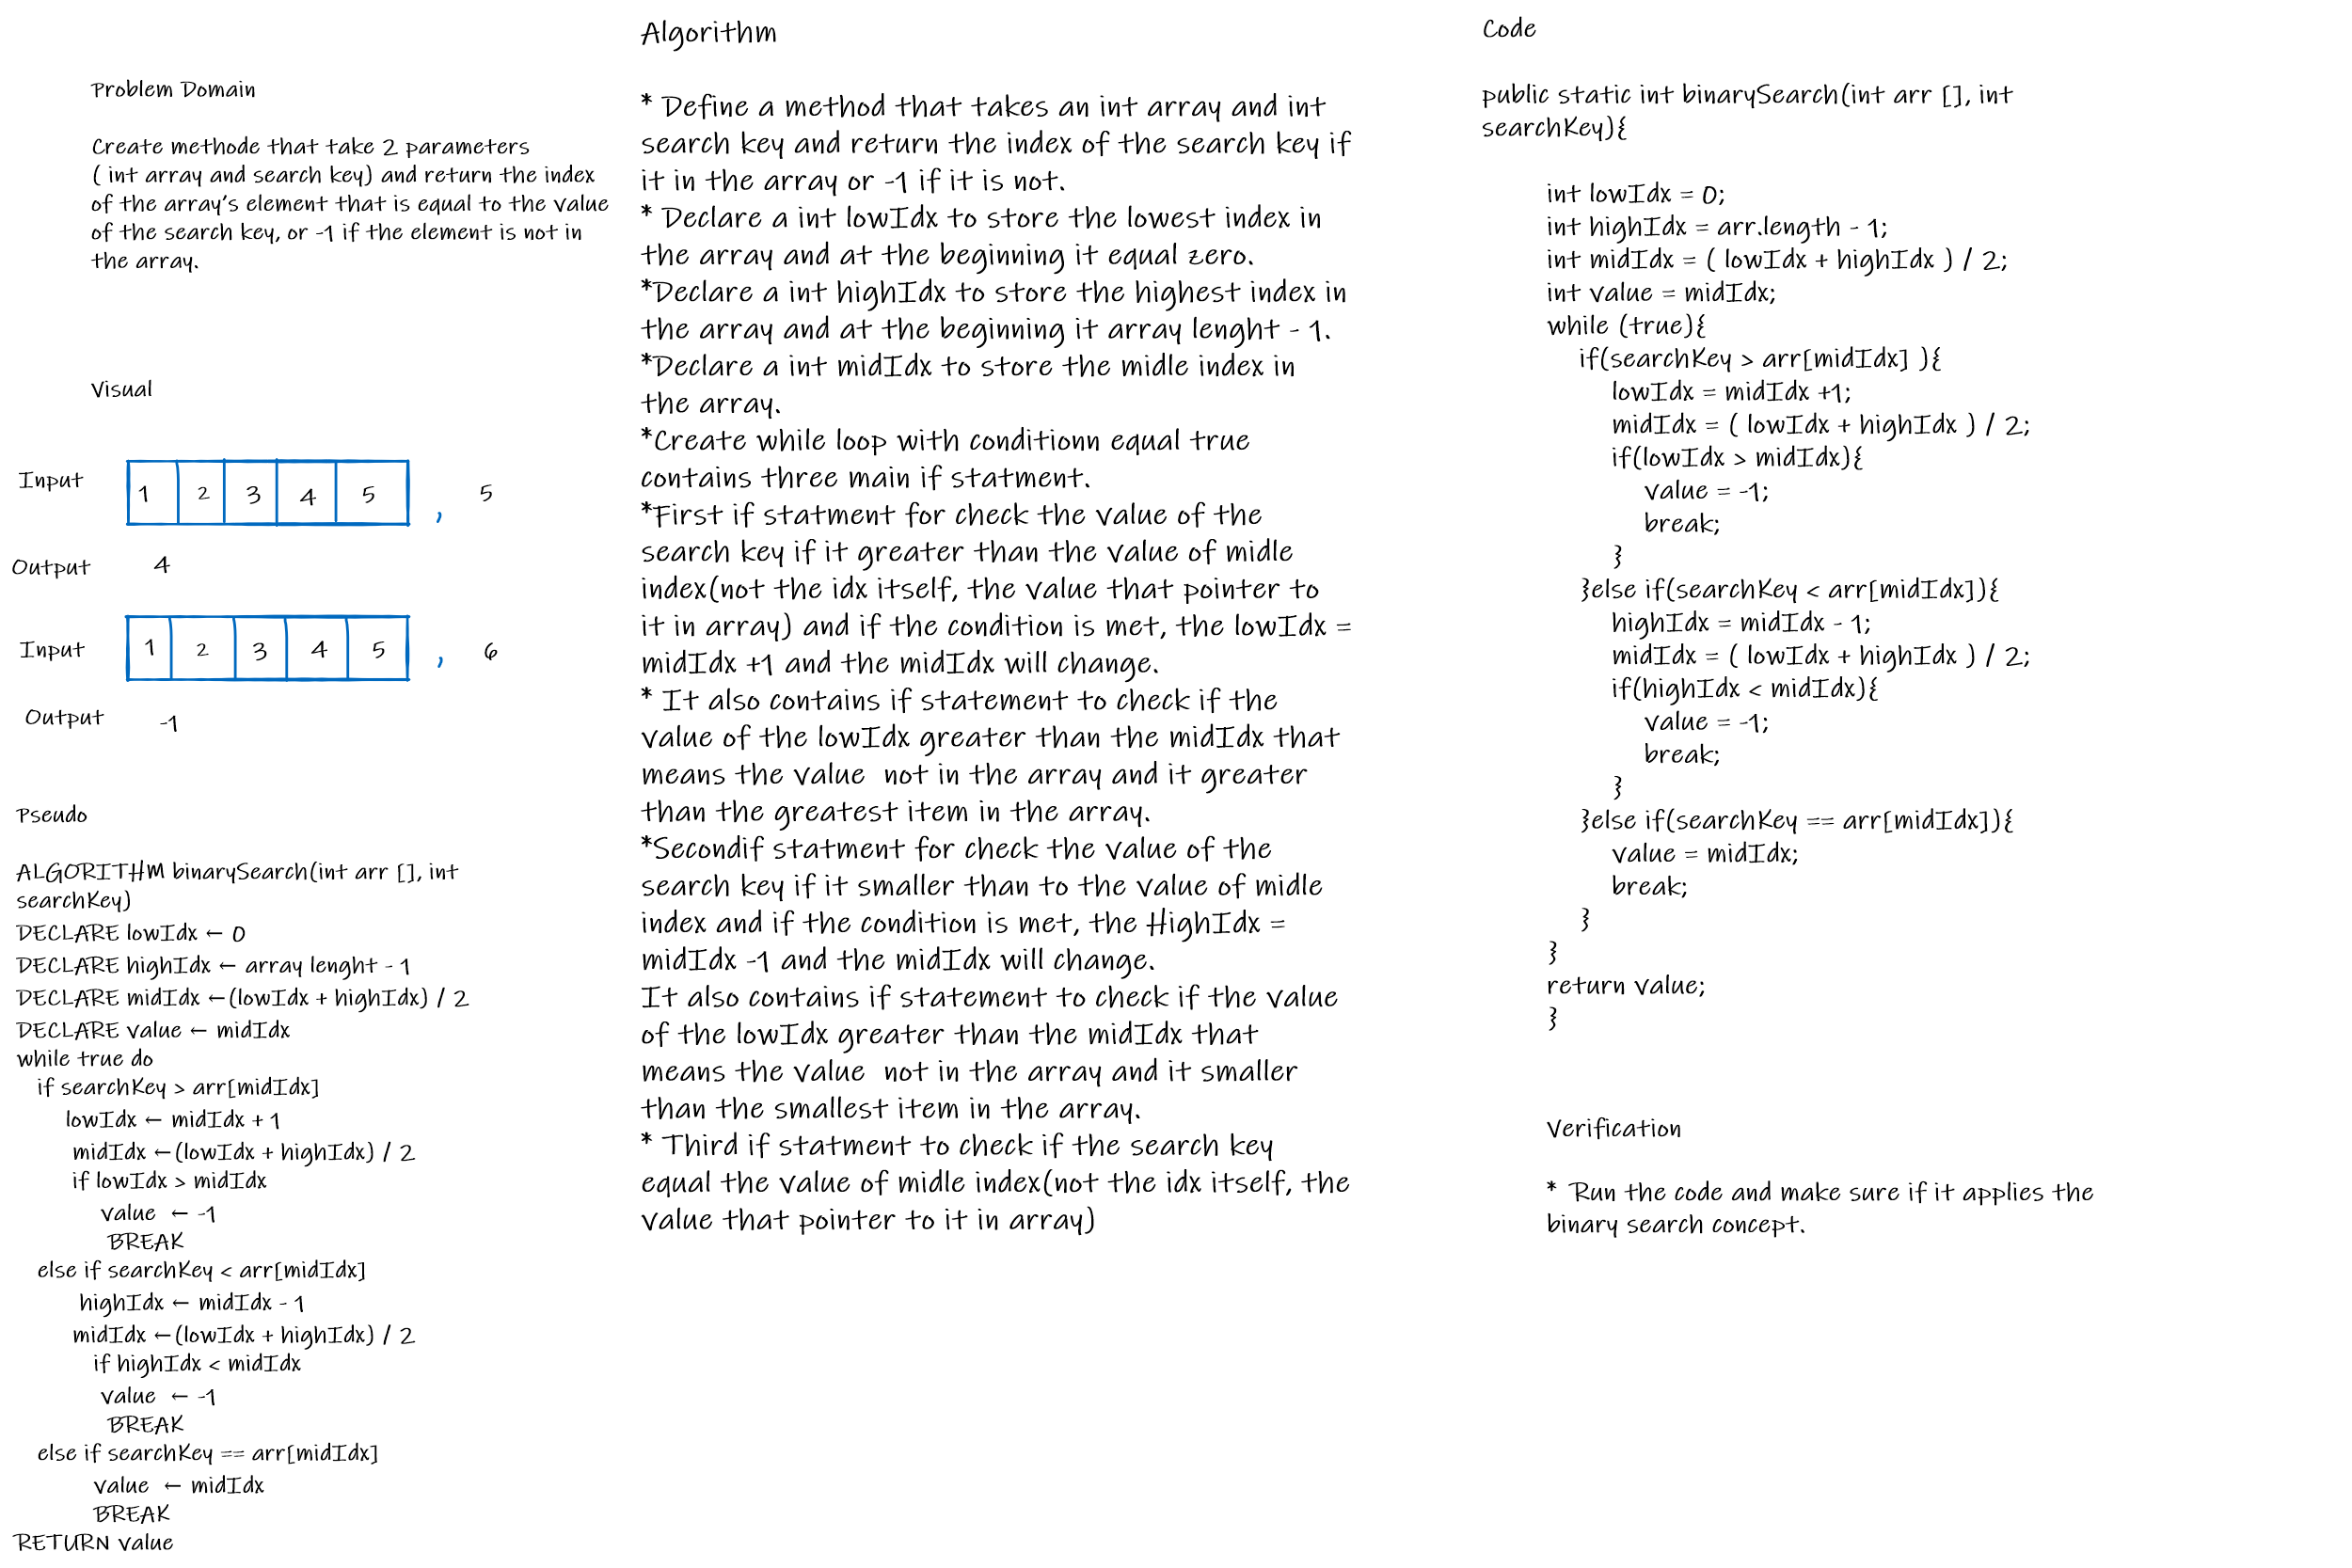 Problem Domain
Create methode that take 2 parameters
( int array and search key) and return the index
of the array's element that is equal to the value
of the search key, or -1 if the element is not in
the array.
Visual
Input 1 2 3 4 5 , 5
Output 4
Input 1 2 3 4 5 , 6
Output -1
Pseudo
ALGORITHM binarySearch(int arr [], int
searchKey)
DECLARE lowIdx ← 0
DECLARE highIdx ← array lenght - 1
DECLARE midIdx ←(lowIdx + highIdx) / 2
DECLARE value ← midIdx
while true do
if searchKey > arr[midIdx]
lowIdx ← midIdx + 1
midIdx ←(lowIdx + highIdx) / 2
if lowIdx > midIdx
value ← -1
BREAK
else if searchKey < arr[midIdx]
highIdx ← midIdx - 1
midIdx ←(lowIdx + highIdx) / 2
if highIdx < midIdx
value ← -1
BREAK
else if searchKey == arr[midIdx]
value ← midIdx
BREAK
RETURN value
Algorithm
* Define a method that takes an int array and int
search key and return the index of the search key if
it in the array or -1 if it is not.
* Declare a int lowIdx to store the lowest index in
the array and at the beginning it equal zero.
*Declare a int highIdx to store the highest index in
the array and at the beginning it array lenght - 1.
*Declare a int midIdx to store the midle index in
the array.
*Create while loop with conditionn equal true
contains three main if statment.
*First if statment for check the value of the
search key if it greater than the value of midle
index(not the idx itself, the value that pointer to
it in array) and if the condition is met, the lowIdx =
midIdx +1 and the midIdx will change.
* It also contains if statement to check if the
value of the lowIdx greater than the midIdx that
means the value  not in the array and it greater
than the greatest item in the array.
*Secondif statment for check the value of the
search key if it smaller than to the value of midle
index and if the condition is met, the HighIdx =
midIdx -1 and the midIdx will change.
It also contains if statement to check if the value
of the lowIdx greater than the midIdx that
means the value  not in the array and it smaller
than the smallest item in the array.
* Third if statment to check if the search key
equal the value of midle index(not the idx itself, the
value that pointer to it in array)
Code
public static int binarySearch(int arr [], int
searchKey){
int lowIdx = 0;
int highIdx = arr.length - 1;
int midIdx = ( lowIdx + highIdx ) / 2;
int value = midIdx;
while (true){
if(searchKey > arr[midIdx] ){
lowIdx = midIdx +1;
midIdx = ( lowIdx + highIdx ) / 2;
if(lowIdx > midIdx){
value = -1;
break;
}
}else if(searchKey < arr[midIdx]){
highIdx = midIdx - 1;
midIdx = ( lowIdx + highIdx ) / 2;
if(highIdx < midIdx){
value = -1;
break;
}
}else if(searchKey == arr[midIdx]){
value = midIdx;
break;
}
}
return value;
}
Verification
* Run the code and make sure if it applies the
binary search concept.